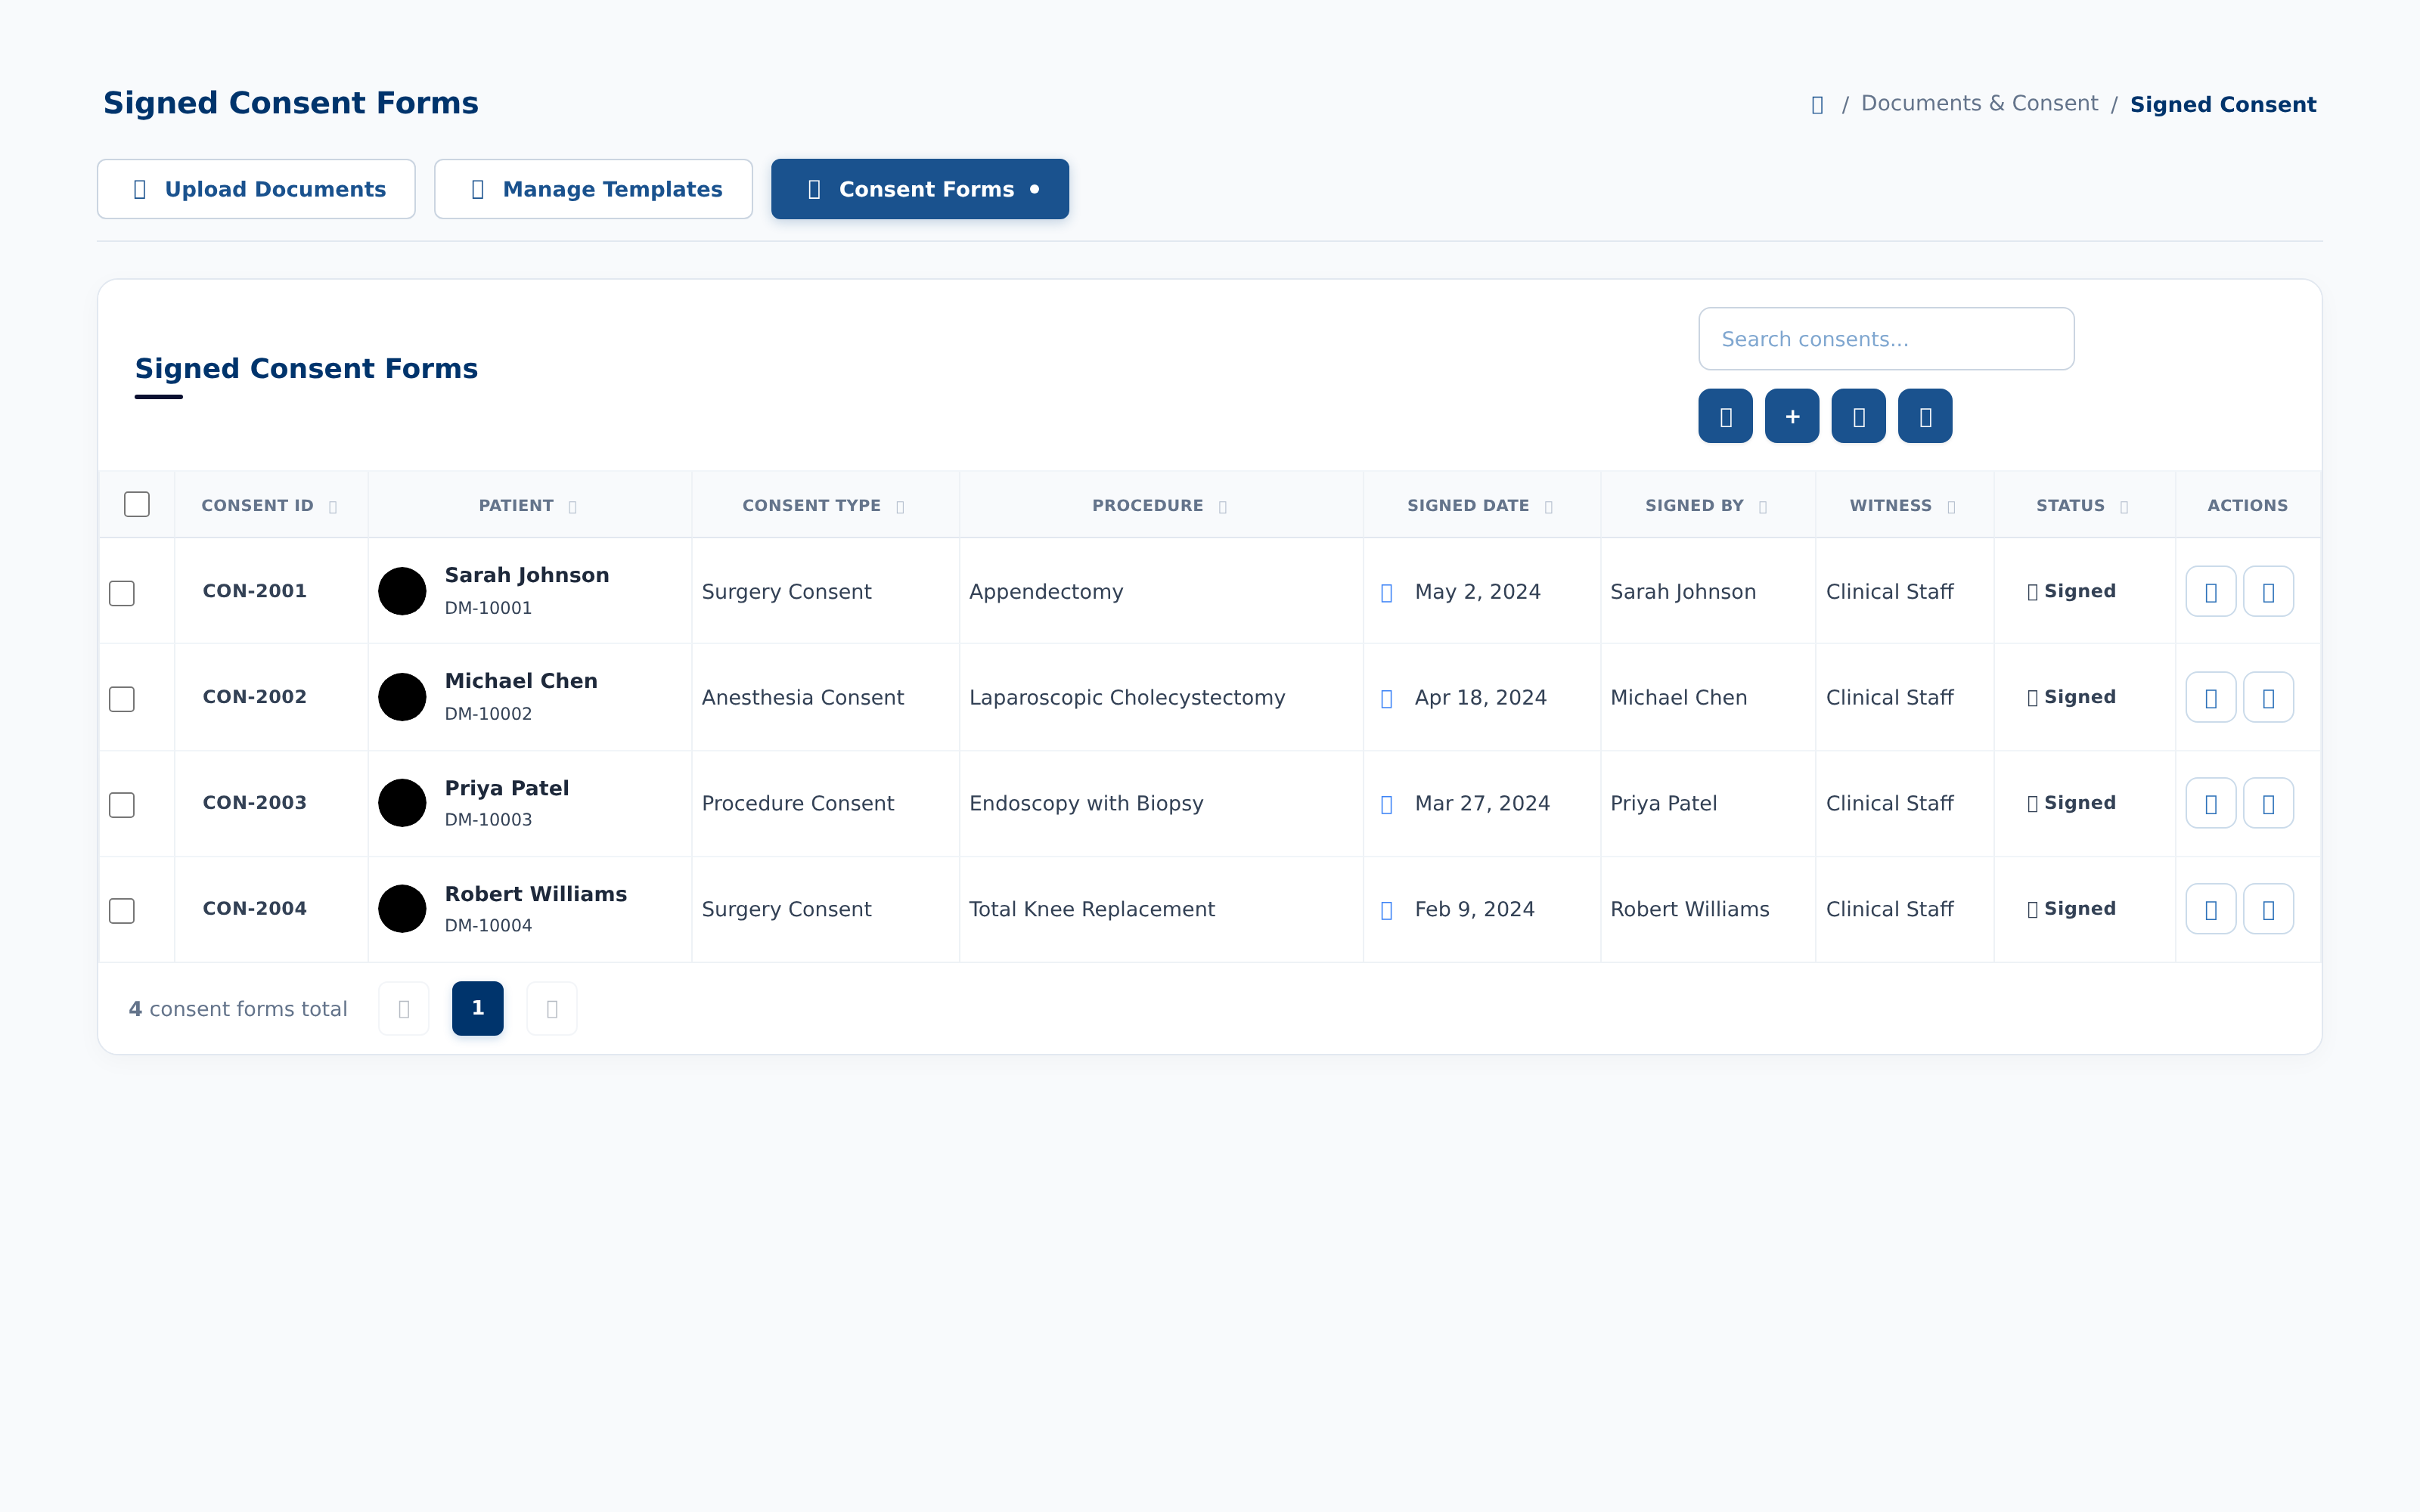 Signed Consent Forms
/ Documents & Consent / Signed Consent
Upload Documents Manage Templates Consent Forms •
Signed Consent Forms
Search consents...
+
CONSENT ID PATIENT CONSENT TYPE PROCEDURE SIGNED DATE SIGNED BY WITNESS STATUS ACTIONS
CON-2001 Sarah Johnson DM-10001 Surgery Consent Appendectomy May 2, 2024 Sarah Johnson Clinical Staff Signed
CON-2002 Michael Chen DM-10002 Anesthesia Consent Laparoscopic Cholecystectomy Apr 18, 2024 Michael Chen Clinical Staff Signed
CON-2003 Priya Patel DM-10003 Procedure Consent Endoscopy with Biopsy Mar 27, 2024 Priya Patel Clinical Staff Signed
CON-2004 Robert Williams DM-10004 Surgery Consent Total Knee Replacement Feb 9, 2024 Robert Williams Clinical Staff Signed
4 consent forms total 1